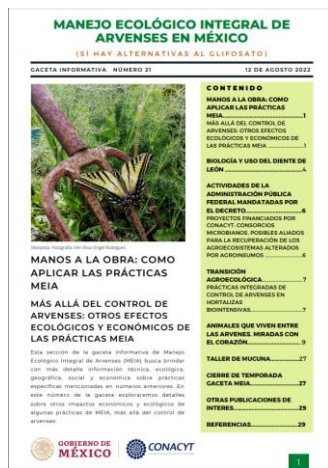 MANEJO ECOLÓGICO INTEGRAL DE
ARVENSES EN MÉXICO
(SÍ HAY ALTERNATIVAS AL GLIFOSATO)
GACETA INFORMATIVA NÚMERO 21
12 DE AGOSTO 2022
Mariposa. Fotografía
MANOS A LA OBRA: COMO
APLICAR LAS PRÁCTICAS
MEIA
MÁS ALLÁ DEL CONTROL DE
ARVENSES: OTROS EFECTOS
ECOLÓGICOS Y ECONÓMICOS DE
LAS PRÁCTICAS MEIA
Esta sección de la gaceta informativa de Manejo
Ecológico Integral de Arvenses (MEIA) busca brindar
con más detalle información técnica, ecológica,
geográfica, social y económica sobre prácticas
específicas mencionadas en números anteriores. En
este número de la gaceta exploraremos detalles
sobre otros impactos económicos y ecológicos de
algunas prácticas de MEIA, más allá del control de
arvenses.
CONTENIDO
MANOS A LA OBRA: COMO
APLICAR LAS PRÁCTICAS
MEIA.....................1
MÁS ALLÁ DEL CONTROL DE
ARVENSES: OTROS EFECTOS
ECOLÓGICOS Y ECONÓMICOS DE
LAS PRÁCTICAS MEIA ...............1
BIOLOGÍA Y USO DEL DIENTE DE
LEÓN .....................4
ACTIVIDADES DE LA
ADMINISTRACIÓN PÚBLICA
FEDERAL MANDATADAS POR
EL DECRETO.....................6
PROYECTOS FINANCIADOS POR
CONACYT: CONSORCIOS
MICROBIANOS. POSIBLES ALIADOS
PARA LA RECUPERACIÓN DE LOS
AGROECOSISTEMAS ALTERADOS
POR AGROINSUMOS .....................6
TRANSICIÓN
AGROECOLÓGICA.....................7
PRÁCTICAS INTEGRADAS DE
CONTROL DE ARVENSES EN
HORTALIZAS
BIOINTENSIVAS.....................7
ANIMALES QUE VIVEN ENTRE
LAS ARVENSES. MIRADAS CON
EL CORAZÓN..................... 9
TALLER DE MUCUNA.............27
CIERRE DE TEMPORADA
GACETA MEIA.....................27
OTRAS PUBLICACIONES DE
INTERES.....................29
REFERENCIAS.....................29
GOBIERNO DE
MÉXICO
CONACYT
1